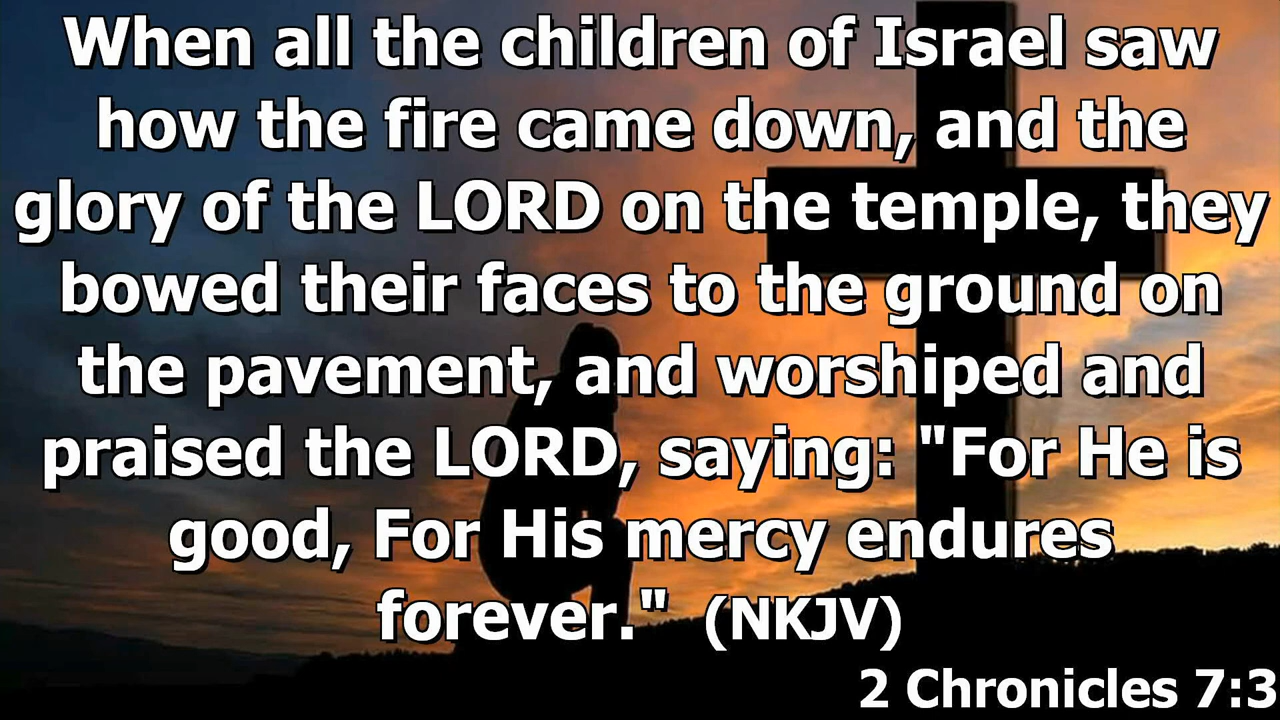 When all the children of Israel saw
how the fire came down, and the
glory of the LORD on the temple, they
bowed their faces to the ground on
the pavement, and worshiped and
praised the LORD, saying: "For He is
good, For His mercy endures
forever." (NKJV)
2 Chronicles 7:3